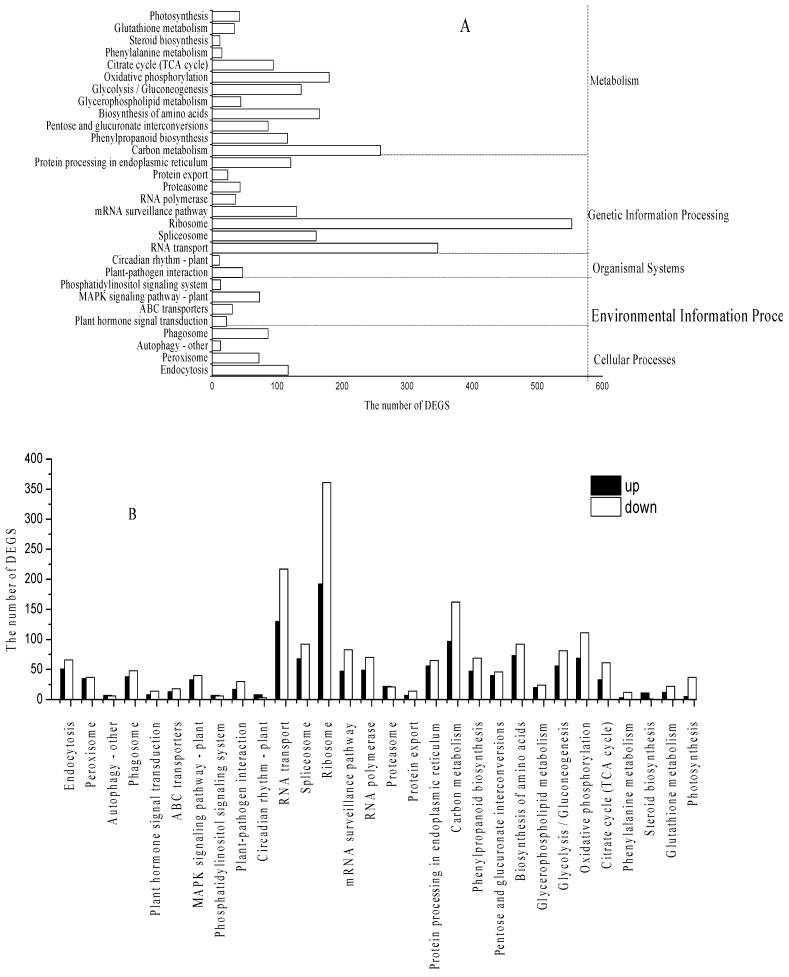 A
Photosynthesis
Glutathione metabolism
Steroid biosynthesis
Phenylalanine metabolism
Citrate cycle (TCA cycle)
Oxidative phosphorylation
Glycolysis / Gluconeogenesis
Glycerophospholipid metabolism
Biosynthesis of amino acids
Pentose and glucuronate interconversions
Phenylpropanoid biosynthesis
Carbon metabolism
Protein processing in endoplasmic reticulum
Protein export
Proteasome
RNA polymerase
mRNA surveillance pathway
Ribosome
Spliceosome
RNA transport
Circadian rhythm - plant
Plant-pathogen interaction
Phosphatidylinositol signaling system
MAPK signaling pathway - plant
ABC transporters
Plant hormone signal transduction
Phagosome
Autophagy - other
Peroxisome
Endocytosis
Metabolism
Genetic Information Processing
Organismal Systems
Environmental Information Proce
Cellular Processes
0 100 200 300 400 500 600
The number of DEGS
B
up
down
The number of DEGS
400
350
300
250
200
150
100
50
0
Endocytosis
Peroxisome
Autophagy - other
Phagosome
Plant hormone signal transduction
ABC transporters
MAPK signaling pathway - plant
Phosphatidylinositol signaling system
Plant-pathogen interaction
Circadian rhythm - plant
RNA transport
Spliceosome
Ribosome
mRNA surveillance pathway
RNA polymerase
Proteasome
Protein export
Protein processing in endoplasmic reticulum
Carbon metabolism
Phenylpropanoid biosynthesis
Pentose and glucuronate interconversions
Biosynthesis of amino acids
Glycerophospholipid metabolism
Glycolysis / Gluconeogenesis
Oxidative phosphorylation
Citrate cycle (TCA cycle)
Phenylalanine metabolism
Steroid biosynthesis
Glutathione metabolism
Photosynthesis